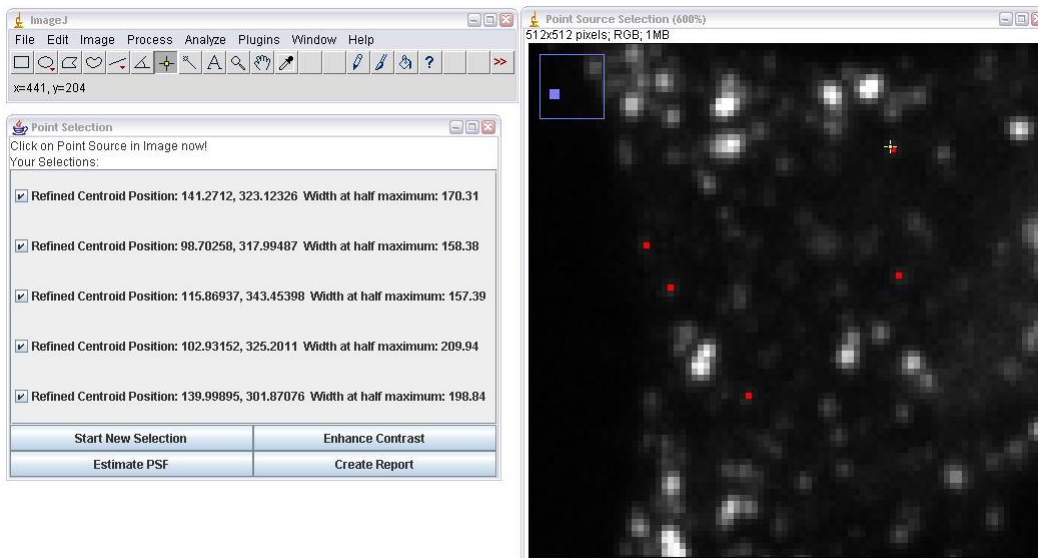 ImageJ
File Edit Image Process Analyze Plugins Window Help
A ? >>
x=441, y=204
Point Selection
Click on Point Source in Image now!
Your Selections:
Refined Centroid Position: 141.2712, 323.12326 Width at half maximum: 170.31
Refined Centroid Position: 98.70258, 317.99487 Width at half maximum: 158.38
Refined Centroid Position: 115.86937, 343.45398 Width at half maximum: 157.39
Refined Centroid Position: 102.93152, 325.2011 Width at half maximum: 209.94
Refined Centroid Position: 139.99895, 301.87076 Width at half maximum: 198.84
Start New Selection Enhance Contrast
Estimate PSF Create Report
Point Source Selection (600%)
512x512 pixels; RGB; 1MB